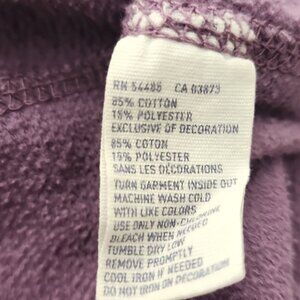 RN 54485 CA 03873
85% COTTON
15% POLYESTER
EXCLUSIVE OF DECORATION
85% COTON
15% POLYESTER
SANS LES DÉCORATIONS
TURN GARMENT INSIDE OUT
MACHINE WASH COLD
WITH LIKE COLORS
USE ONLY NON-CHLORINE
BLEACH WHEN NEEDED
TUMBLE DRY LOW
REMOVE PROMPTLY
COOL IRON IF NEEDED
DO NOT IRON ON DECORATION